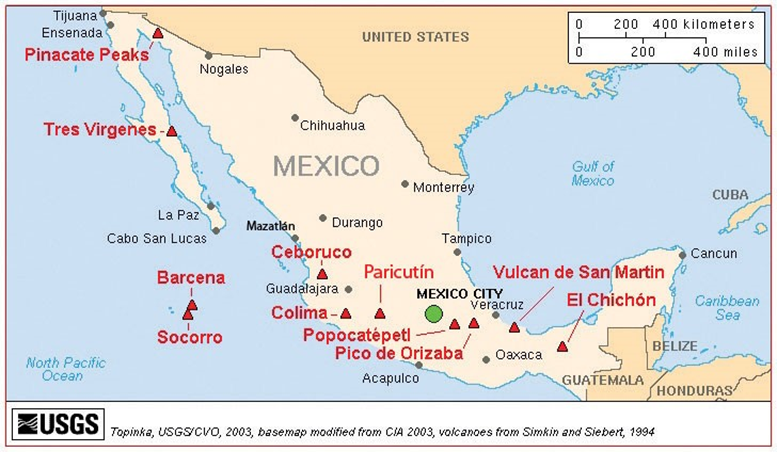 Tijuana
Ensenada
Pinacate Peaks
Nogales
UNITED STATES
0 200 400 kilometers
0 200 400 miles
Tres Virgenes
Chihuahua
MEXICO
Monterrey
Gulf of
Mexico
CUBA
La Paz
Cabo San Lucas
Mazatlán
Durango
Tampico
Cancun
Ceboruco
Barcena
Socorro
Guadalajara
Colima
Paricutín
MEXICO CITY
Veracruz
Vulcan de San Martin
El Chichón
Caribbean
Sea
Popocatépetl
Pico de Orizaba
Oaxaca
Acapulco
BELIZE
GUATEMALA
HONDURAS
North Pacific
Ocean
USGS
Topinka, USGS/CVO, 2003, basemap modified from CIA 2003, volcanoes from Simkin and Siebert, 1994